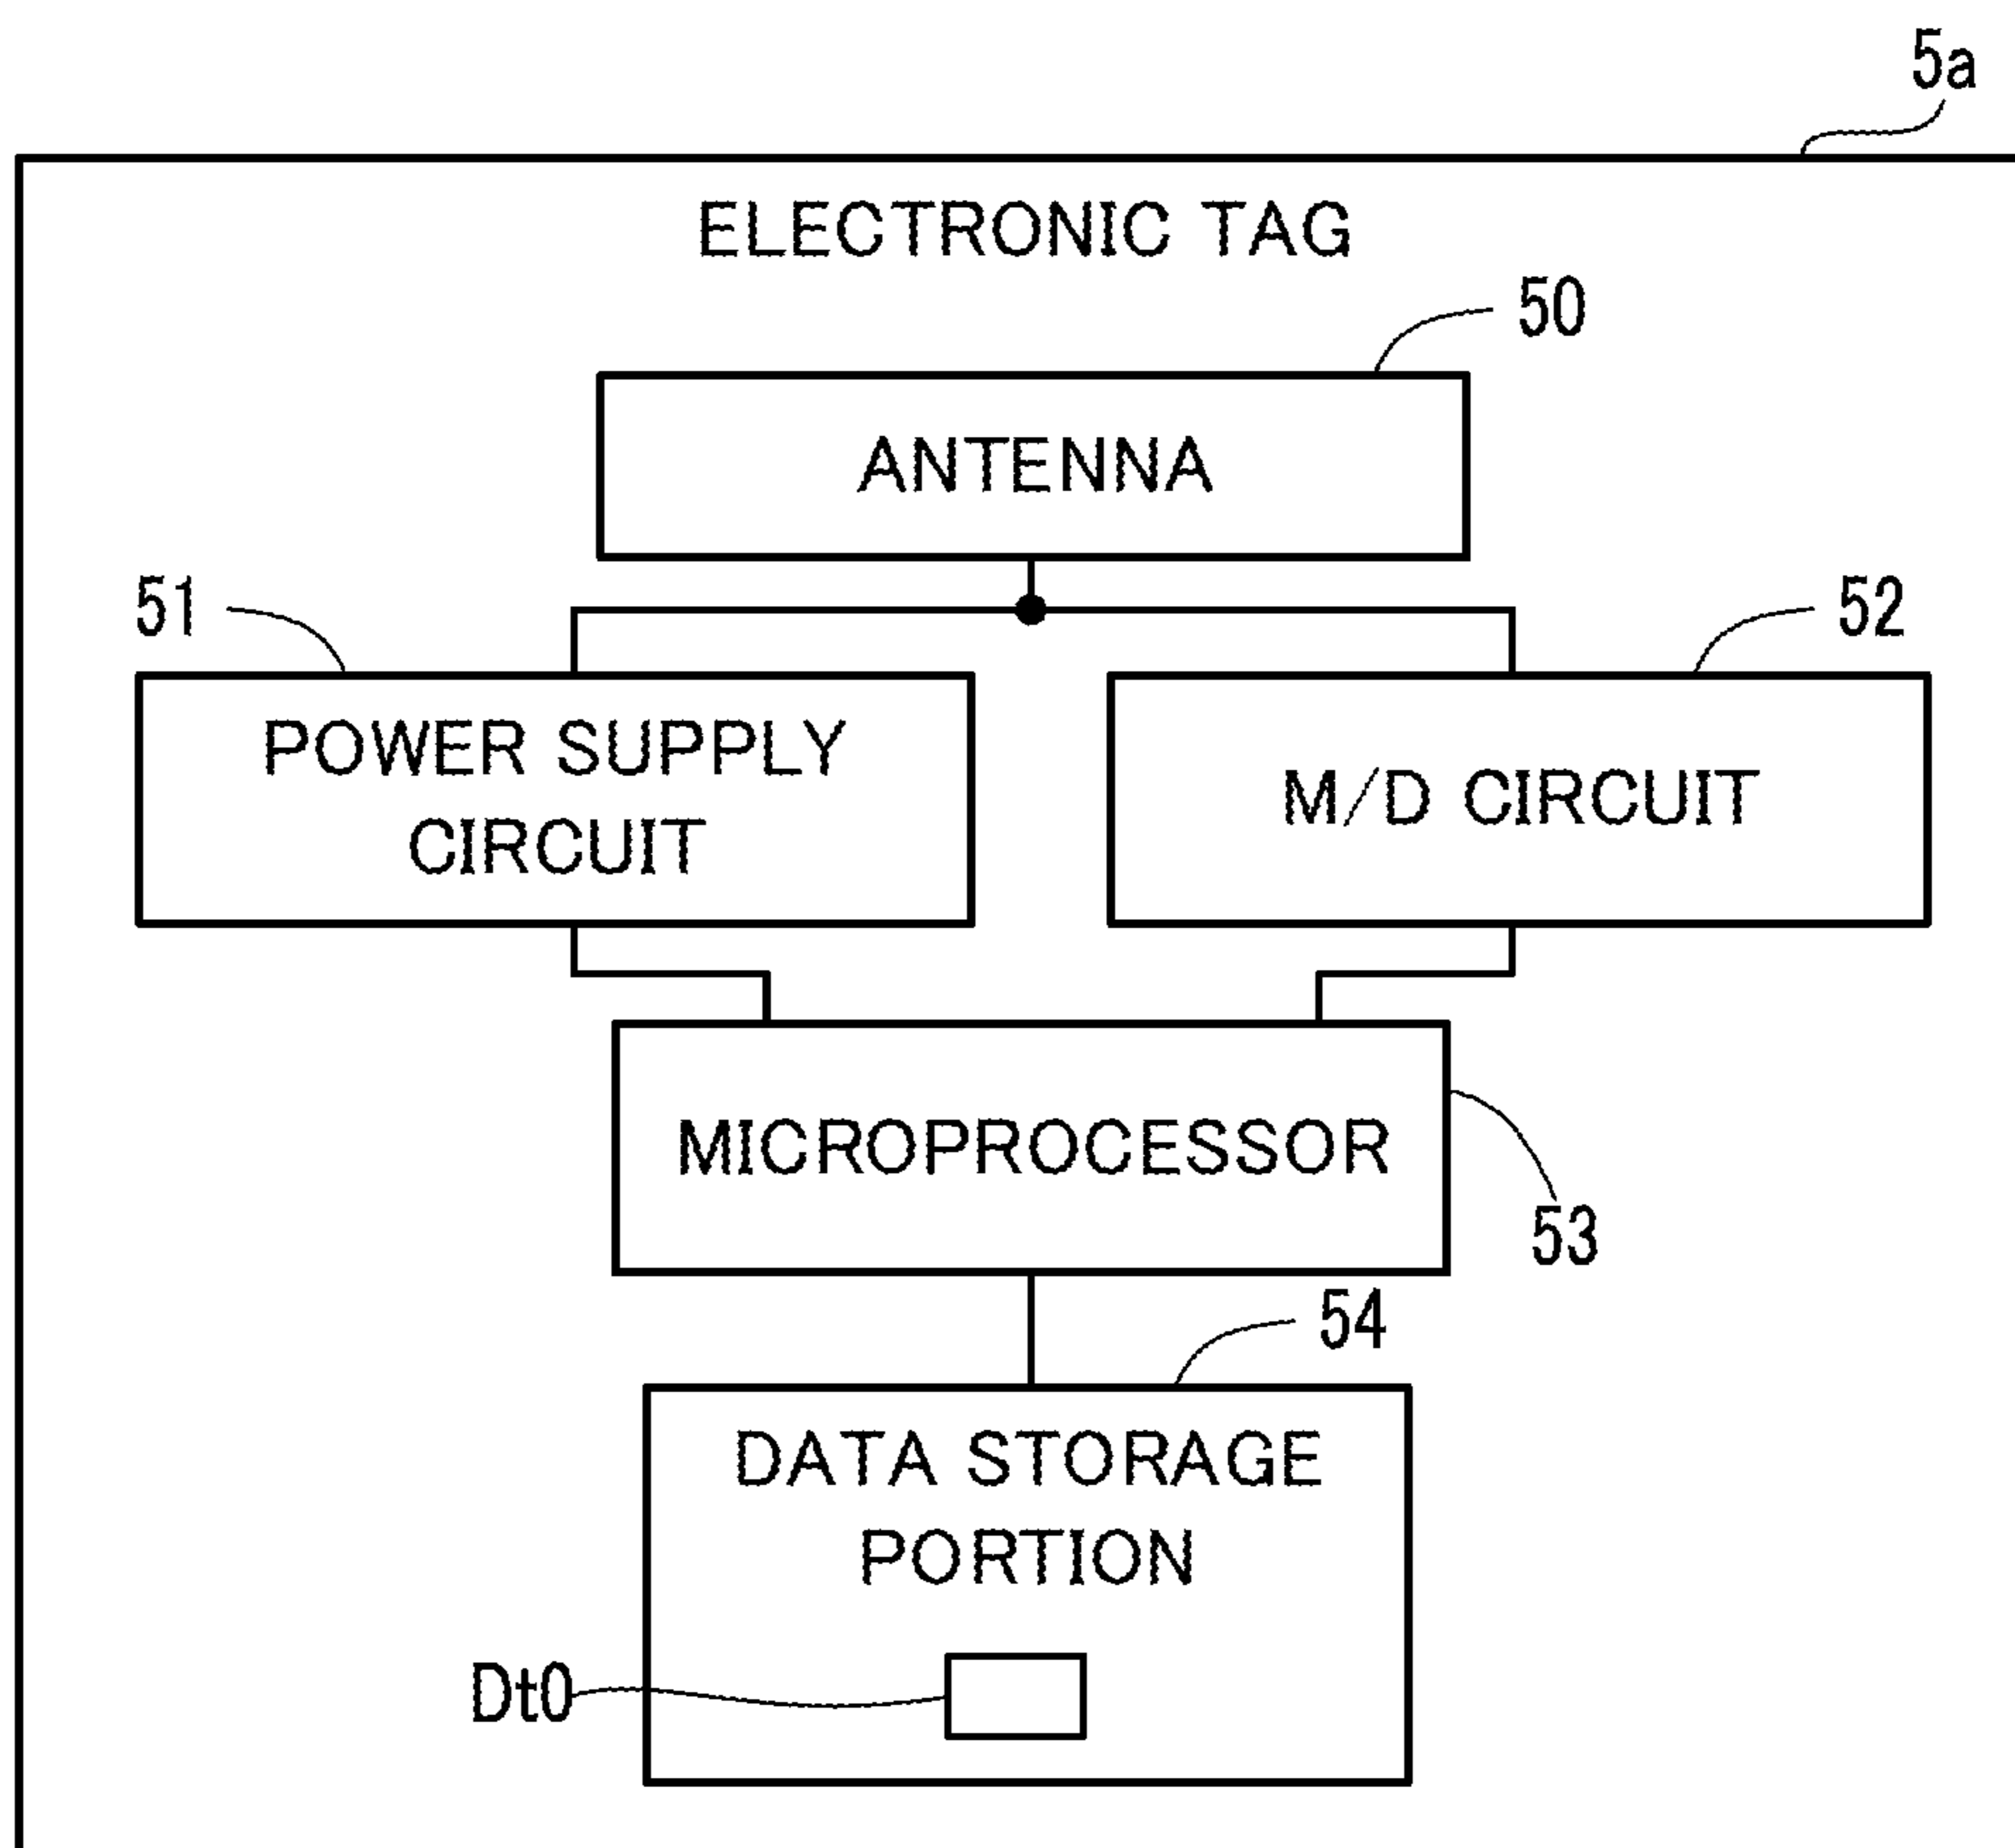 5a
ELECTRONIC TAG
50
ANTENNA
51
52
POWER SUPPLY
CIRCUIT
M/D CIRCUIT
MICROPROCESSOR
53
54
DATA STORAGE
PORTION
Dt0